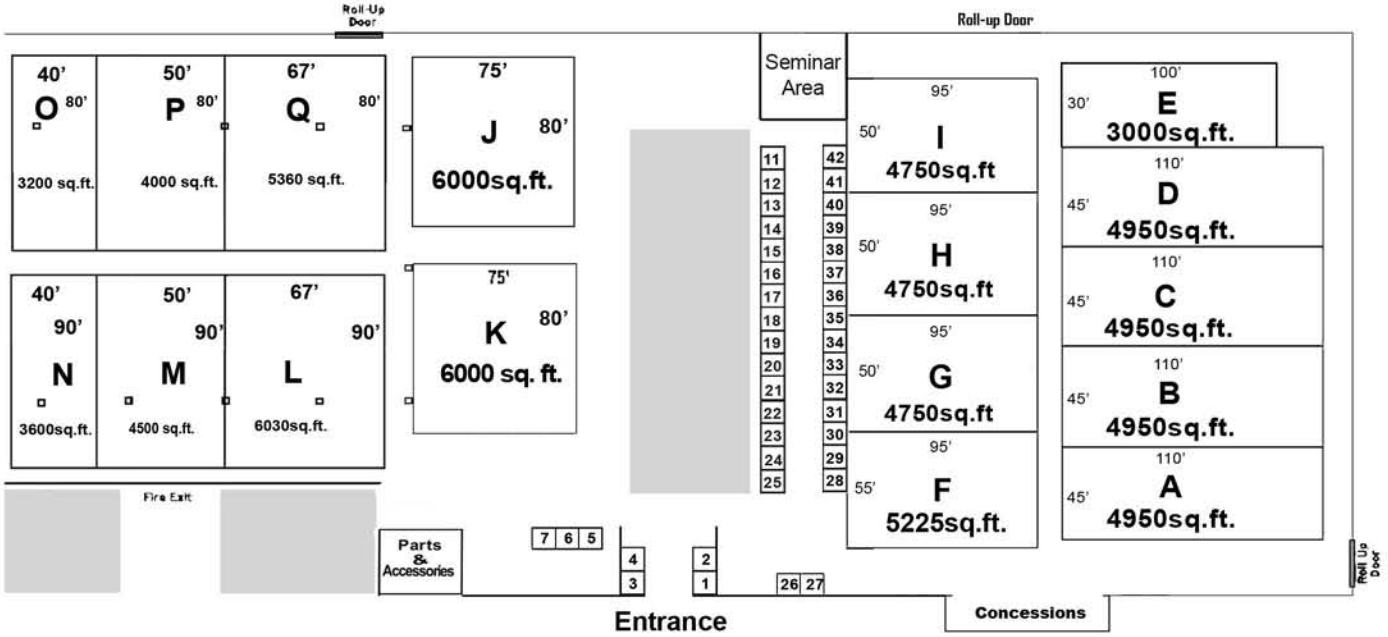 Roll-Up
Door
Roll-up Door
40'
O 80'
3200 sq.ft.
50'
P 80'
4000 sq.ft.
67'
Q 80'
5360 sq.ft.
75'
J 80'
6000sq.ft.
Seminar
Area
95'
50' I
4750sq.ft
100'
30' E
3000sq.ft.
110'
45' D
4950sq.ft.
95'
50' H
4750sq.ft
110'
45' C
4950sq.ft.
40'
90'
N
3600sq.ft.
50'
90'
M
4500 sq.ft.
67'
90'
L
6030sq.ft.
75'
K 80'
6000 sq. ft.
95'
50' G
4750sq.ft
110'
45' B
4950sq.ft.
95'
55' F
5225sq.ft.
110'
45' A
4950sq.ft.
11 42
12 41
13 40
14 39
15 38
16 37
17 36
18 35
19 34
20 33
21 32
22 31
23 30
24 29
25 28
Fire Exit
Parts
&
Accessories
7 6 5
4 2
3 1
26 27
Roll Up
Door
Entrance
Concessions